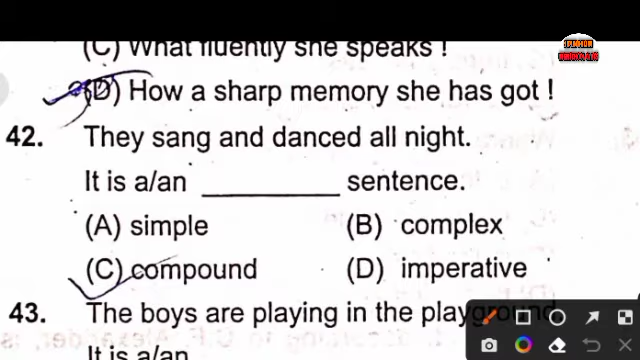 (C) What fluently she speaks !
(D) How a sharp memory she has got !
42. They sang and danced all night.
It is a/an __________ sentence.
(A) simple (B) complex
(C) compound (D) imperative
43. The boys are playing in the playground
It is a/an